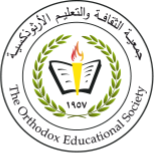 جمعية الثقافة والتعليم الأرثوذكسية
١٩٥٧
The Orthodox Educational Society